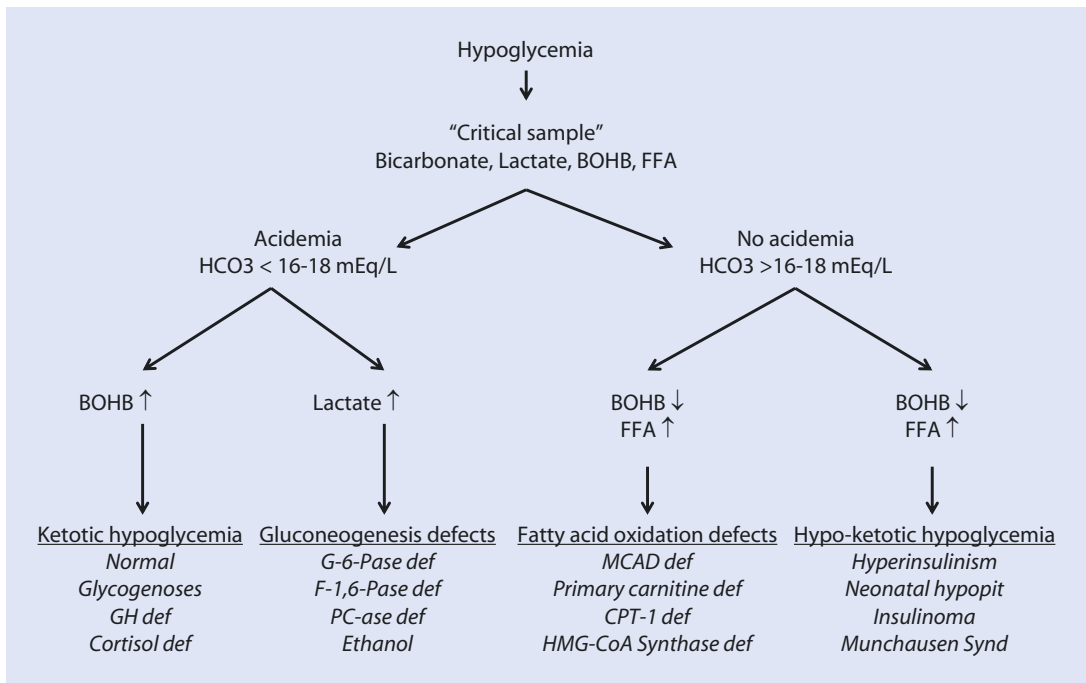 Hypoglycemia
“Critical sample”
Bicarbonate, Lactate, BOHB, FFA
Acidemia
HCO3 < 16-18 mEq/L
No acidemia
HCO3 >16-18 mEq/L
BOHB ↑
Lactate ↑
BOHB ↓
FFA ↑
BOHB ↓
FFA ↑
Ketotic hypoglycemia
Normal
Glycogenoses
GH def
Cortisol def
Gluconeogenesis defects
G-6-Pase def
F-1,6-Pase def
PC-ase def
Ethanol
Fatty acid oxidation defects
MCAD def
Primary carnitine def
CPT-1 def
HMG-CoA Synthase def
Hypo-ketotic hypoglycemia
Hyperinsulinism
Neonatal hypopit
Insulinoma
Munchausen Synd